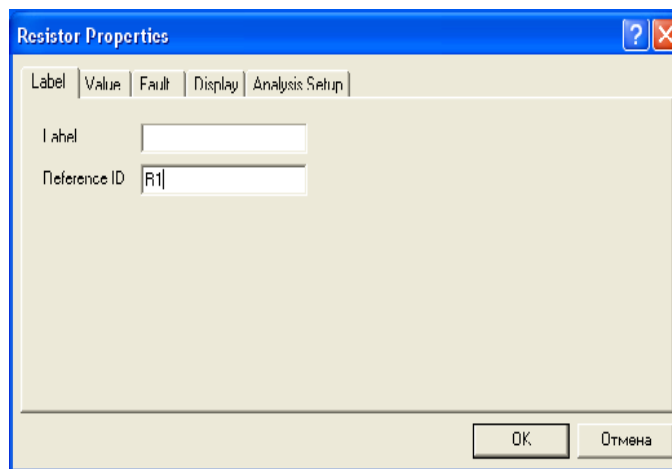 Resistor Properties
Label Value Fault Display Analysis Setup
Label
Reference ID R1
OK Отмена